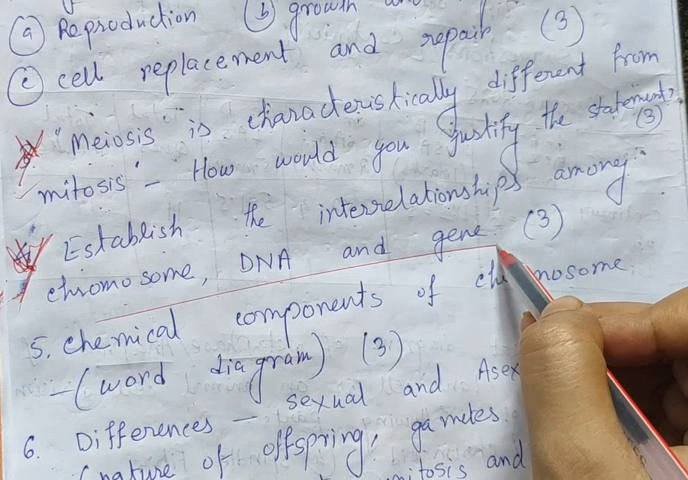 (a) Reproduction (b) growth and
(c) cell replacement and repair (3)
"Meiosis is characteristically different from
mitosis" - How would you justify the statement? (3)
Establish the interrelationships among
chromosome, DNA and gene (3)
5. Chemical components of chromosome
- (word diagram) (3)
6. Differences - sexual and Asex
(nature of offspring, gametes
mitosis and